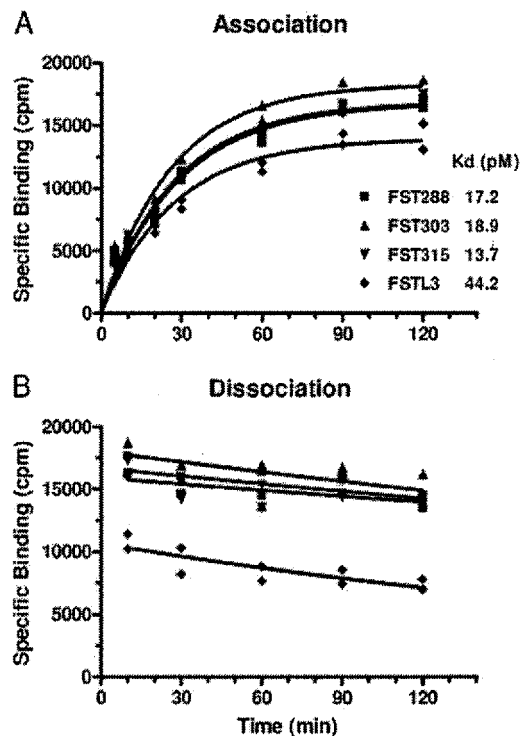 A
Association
20000
15000
10000
5000
0
Specific Binding (cpm)
0 30 60 90 120
Kd (pM)
FST288 17.2
FST303 18.9
FST315 13.7
FSTL3 44.2
B
Dissociation
20000
15000
10000
5000
0
Specific Binding (cpm)
0 30 60 90 120
Time (min)